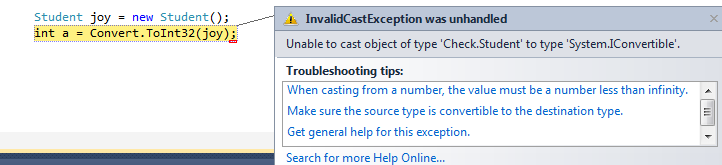 Student joy = new Student();
int a = Convert.ToInt32(joy);
InvalidCastException was unhandled
Unable to cast object of type 'Check.Student' to type 'System.IConvertible'.
Troubleshooting tips:
When casting from a number, the value must be a number less than infinity.
Make sure the source type is convertible to the destination type.
Get general help for this exception.
Search for more Help Online...